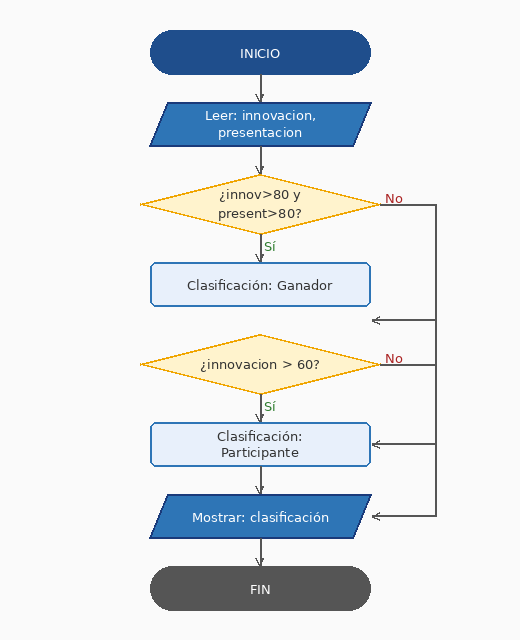 INICIO
Leer: innovacion,
presentacion
¿innov>80 y
present>80?
No
Sí
Clasificación: Ganador
¿innovacion > 60?
No
Sí
Clasificación:
Participante
Mostrar: clasificación
FIN